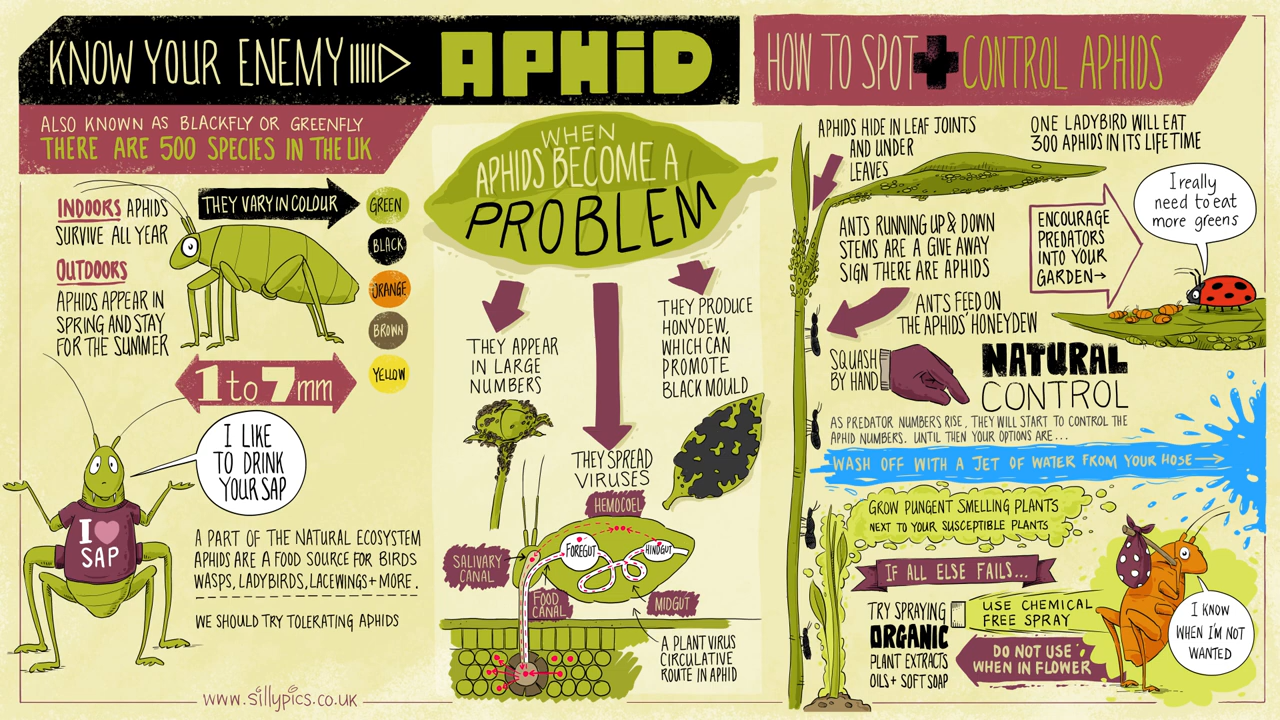 KNOW YOUR ENEMY
APHiD
ALSO KNOWN AS BLACKFLY OR GREENFLY
THERE ARE 500 SPECIES IN THE UK
INDOORS APHIDS
SURVIVE ALL YEAR
OUTDOORS
APHIDS APPEAR IN
SPRING AND STAY
FOR THE SUMMER
THEY VARY IN COLOUR
GREEN
BLACK
ORANGE
BROWN
YELLOW
1 to 7mm
I LIKE
TO DRINK
YOUR SAP
I
SAP
A PART OF THE NATURAL ECOSYSTEM
APHIDS ARE A FOOD SOURCE FOR BIRDS
WASPS, LADYBIRDS, LACEWINGS + MORE.
WE SHOULD TRY TOLERATING APHIDS
www.sillypics.co.uk
WHEN
APHIDS BECOME A
PROBLEM
THEY APPEAR
IN LARGE
NUMBERS
THEY SPREAD
VIRUSES
THEY PRODUCE
HONYDEW,
WHICH CAN
PROMOTE
BLACK MOULD
HEMOCOEL
SALIVARY
CANAL
FOREGUT
HINDGUT
FOOD
CANAL
MIDGUT
A PLANT VIRUS
CIRCULATIVE
ROUTE IN APHID
HOW TO SPOT + CONTROL APHIDS
APHIDS HIDE IN LEAF JOINTS
AND UNDER
LEAVES
ONE LADYBIRD WILL EAT
300 APHIDS IN ITS LIFETIME
I really
need to eat
more greens
ANTS RUNNING UP & DOWN
STEMS ARE A GIVE AWAY
SIGN THERE ARE APHIDS
ENCOURAGE
PREDATORS
INTO YOUR
GARDEN→
ANTS FEED ON
THE APHIDS' HONEYDEW
SQUASH
BY HAND
NATURAL
CONTROL
AS PREDATOR NUMBERS RISE, THEY WILL START TO CONTROL THE
APHID NUMBERS. UNTIL THEN YOUR OPTIONS ARE...
WASH OFF WITH A JET OF WATER FROM YOUR HOSE →
GROW PUNGENT SMELLING PLANTS
NEXT TO YOUR SUSCEPTIBLE PLANTS
IF ALL ELSE FAILS...
TRY SPRAYING
ORGANIC
PLANT EXTRACTS
OILS + SOFT SOAP
USE CHEMICAL
FREE SPRAY
DO NOT USE
WHEN IN FLOWER
I KNOW
WHEN I'M NOT
WANTED